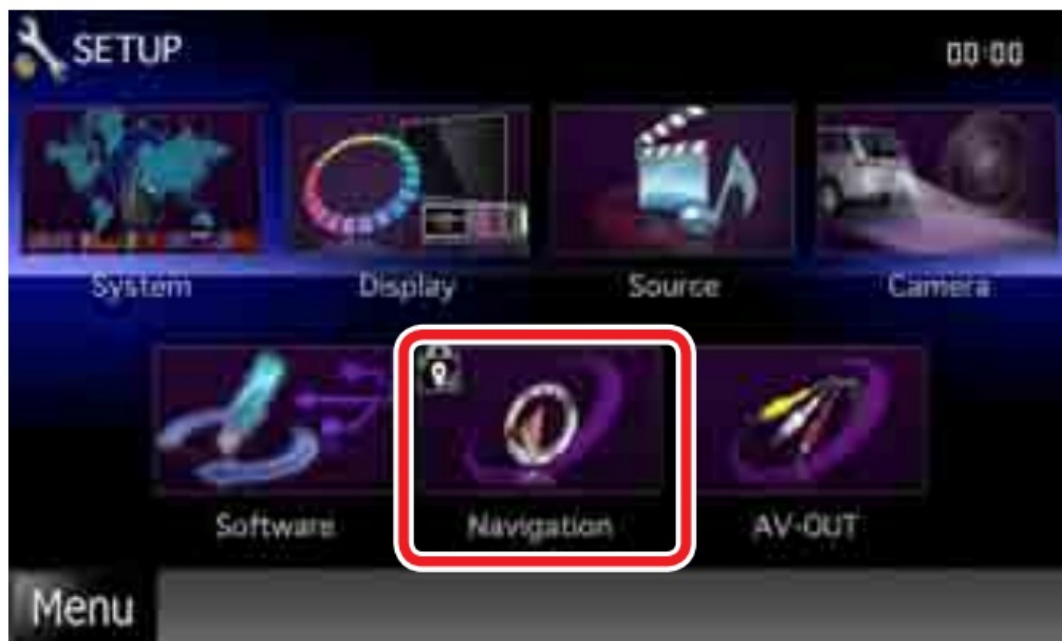 SETUP
00:00
System
Display
Source
Camera
Software
Navigation
AV-OUT
Menu